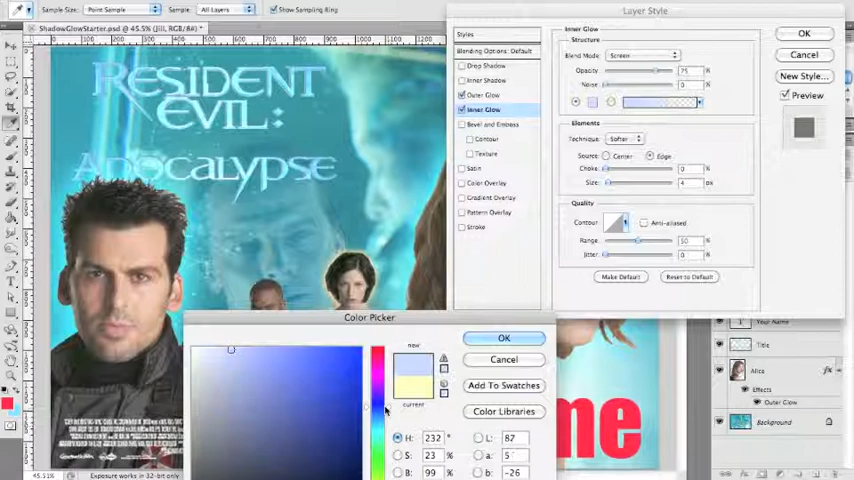 Sample Size: Point Sample Sample: All Layers Show Sampling Ring
ShadowGlowStarter.psd @ 45.5% (Jill, RGB/8#) *
RESIDENT
EVIL:
APOCALYPSE
Layer Style
Styles
Blending Options: Default
Drop Shadow
Inner Shadow
Outer Glow
Inner Glow
Bevel and Emboss
Contour
Texture
Satin
Color Overlay
Gradient Overlay
Pattern Overlay
Stroke
Inner Glow
Structure
Blend Mode: Screen
Opacity 75 %
Noise: 0 %
Elements
Technique: Softer
Source: Center Edge
Choke: 0 %
Size: 4 px
Quality
Contour: Anti-aliased
Range: 50 %
Jitter: 0 %
Make Default Reset to Default
OK
Cancel
New Style...
Preview
Color Picker
new
current
OK
Cancel
Add To Swatches
Color Libraries
H: 232 °
S: 23 %
B: 99 %
L: 87
a: 5
b: -26
me
T Your Name
Title
Alice fx
Effects
Outer Glow
Background
45.51% Exposure works in 32-bit only